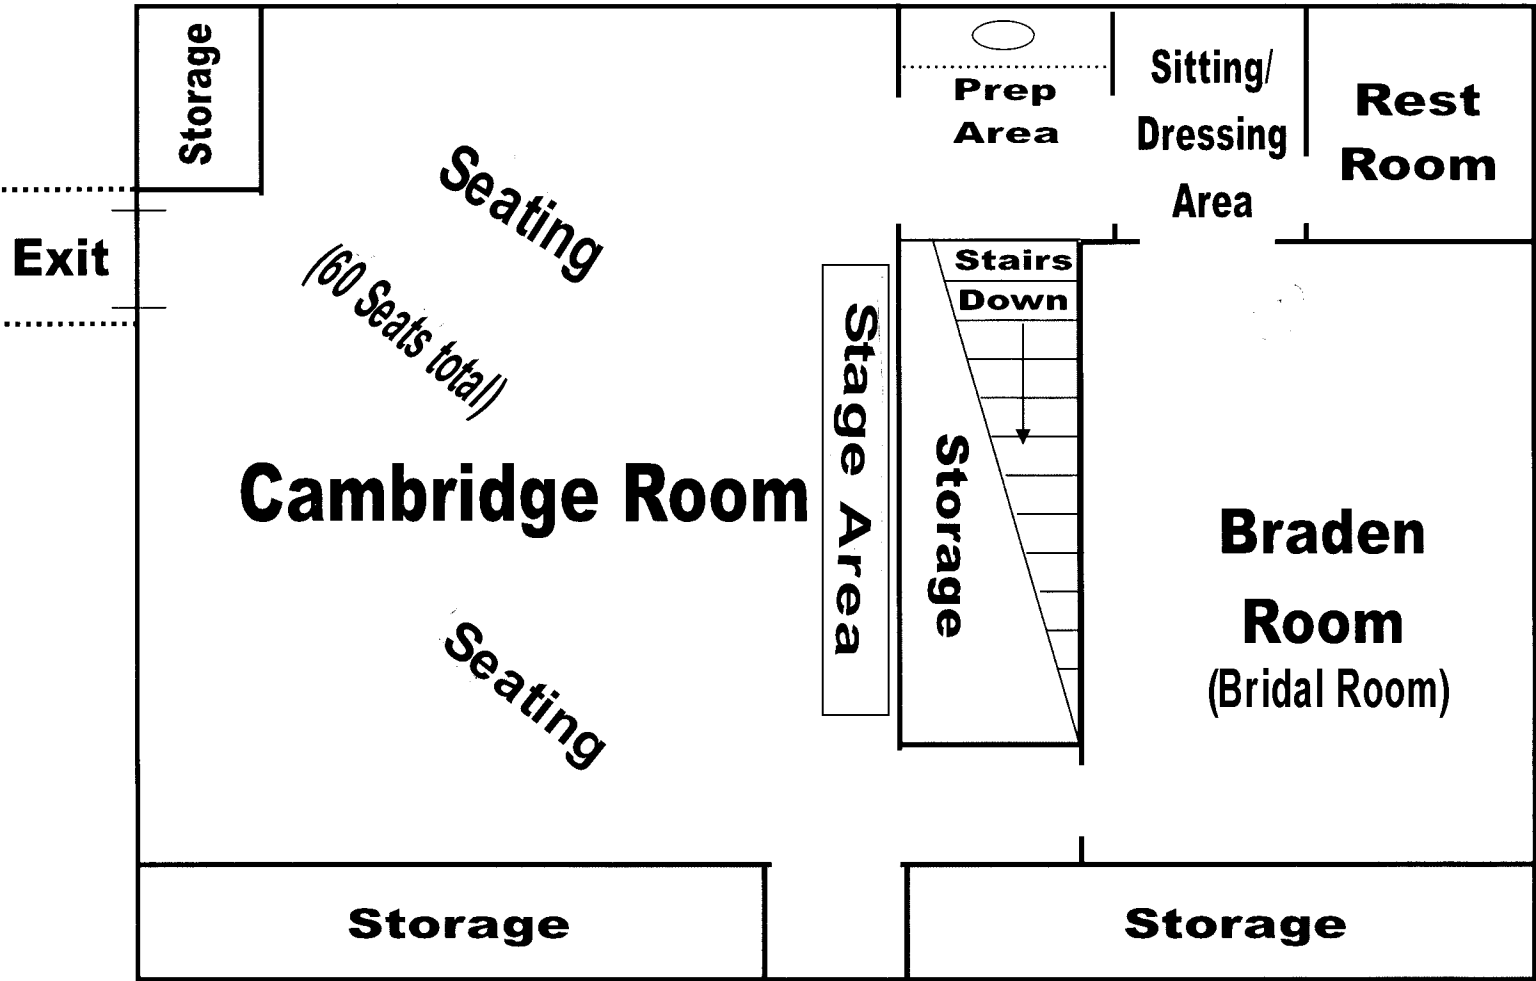 Storage
Exit
Seating
(60 Seats total)
Cambridge Room
Seating
Stage Area
Prep
Area
Sitting/
Dressing
Area
Rest
Room
Stairs
Down
Storage
Braden
Room
(Bridal Room)
Storage
Storage